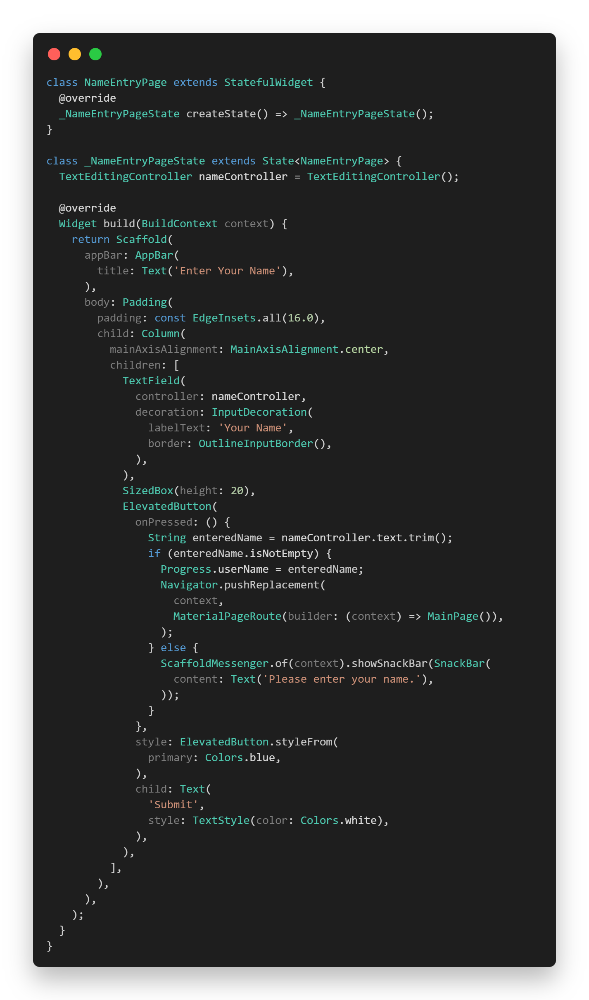 class NameEntryPage extends StatefulWidget {
  @override
  _NameEntryPageState createState() => _NameEntryPageState();
}

class _NameEntryPageState extends State<NameEntryPage> {
  TextEditingController nameController = TextEditingController();

  @override
  Widget build(BuildContext context) {
    return Scaffold(
      appBar: AppBar(
        title: Text('Enter Your Name'),
      ),
      body: Padding(
        padding: const EdgeInsets.all(16.0),
        child: Column(
          mainAxisAlignment: MainAxisAlignment.center,
          children: [
            TextField(
              controller: nameController,
              decoration: InputDecoration(
                labelText: 'Your Name',
                border: OutlineInputBorder(),
              ),
            ),
            SizedBox(height: 20),
            ElevatedButton(
              onPressed: () {
                String enteredName = nameController.text.trim();
                if (enteredName.isNotEmpty) {
                  Progress.userName = enteredName;
                  Navigator.pushReplacement(
                    context,
                    MaterialPageRoute(builder: (context) => MainPage()),
                  );
                } else {
                  ScaffoldMessenger.of(context).showSnackBar(SnackBar(
                    content: Text('Please enter your name.'),
                  ));
                }
              },
              style: ElevatedButton.styleFrom(
                primary: Colors.blue,
              ),
              child: Text(
                'Submit',
                style: TextStyle(color: Colors.white),
              ),
            ),
          ],
        ),
      ),
    );
  }
}